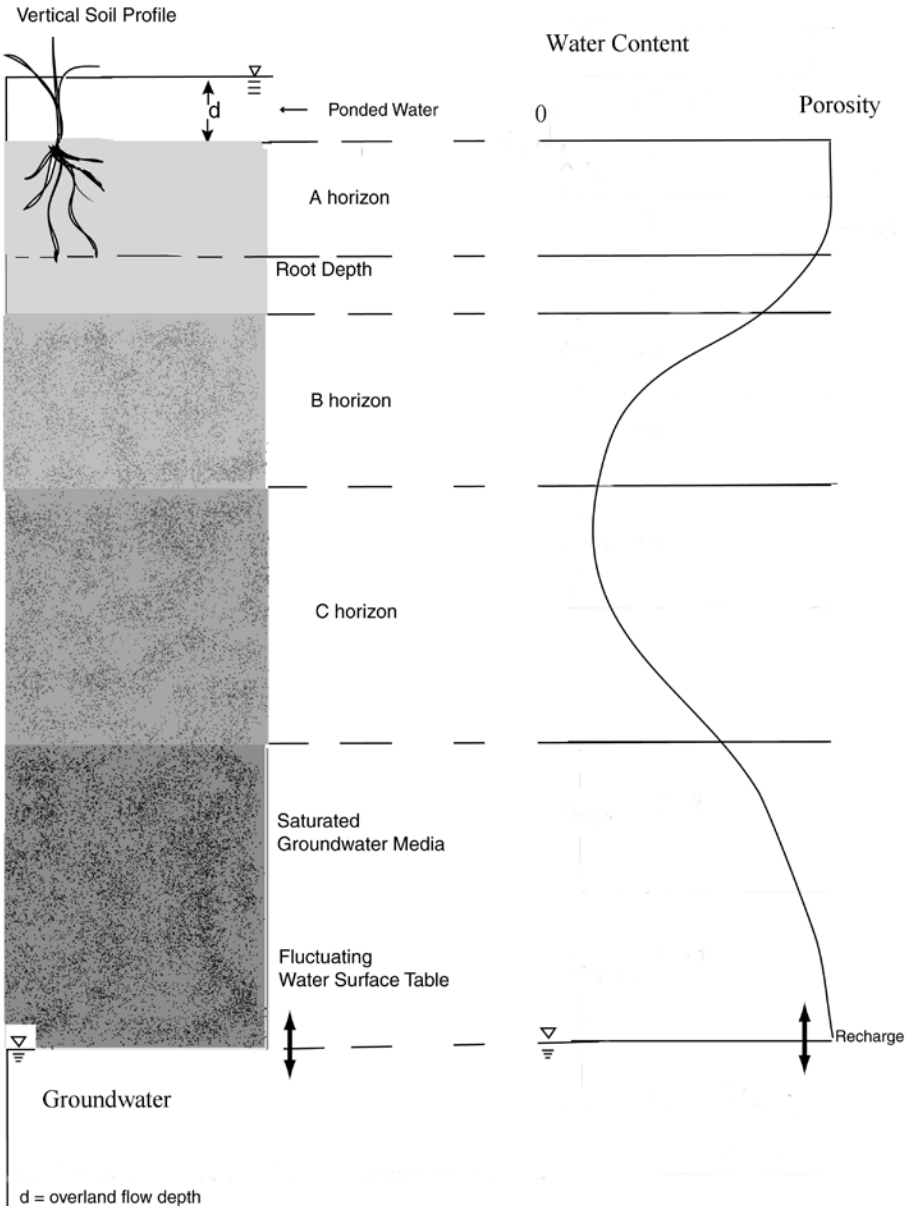 Vertical Soil Profile
Water Content
d
← Ponded Water
0
Porosity
A horizon
Root Depth
B horizon
C horizon
Saturated
Groundwater Media
Fluctuating
Water Surface Table
Recharge
Groundwater
d = overland flow depth